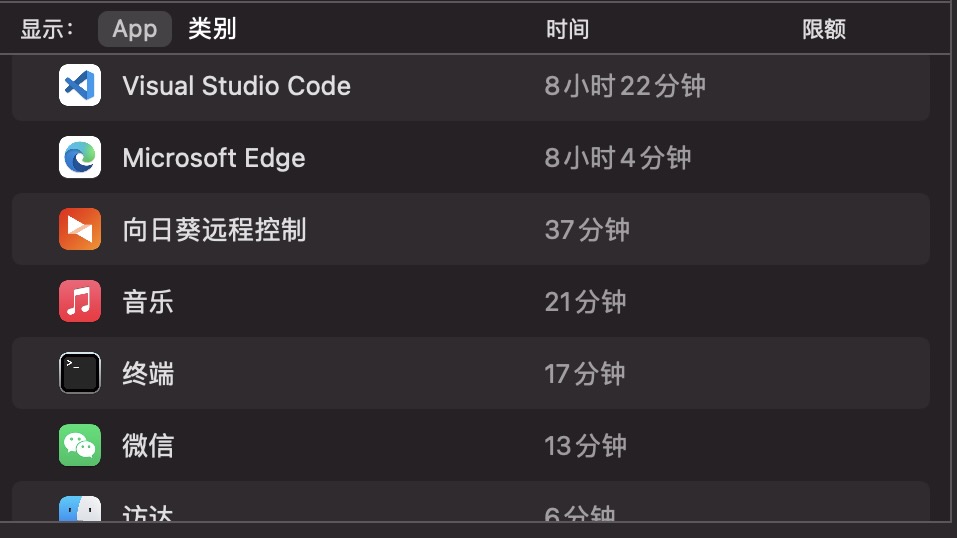 显示： App 类别 时间 限额
Visual Studio Code 8小时22分钟
Microsoft Edge 8小时4分钟
向日葵远程控制 37分钟
音乐 21分钟
>_ 终端 17分钟
微信 13分钟
访达 6分钟